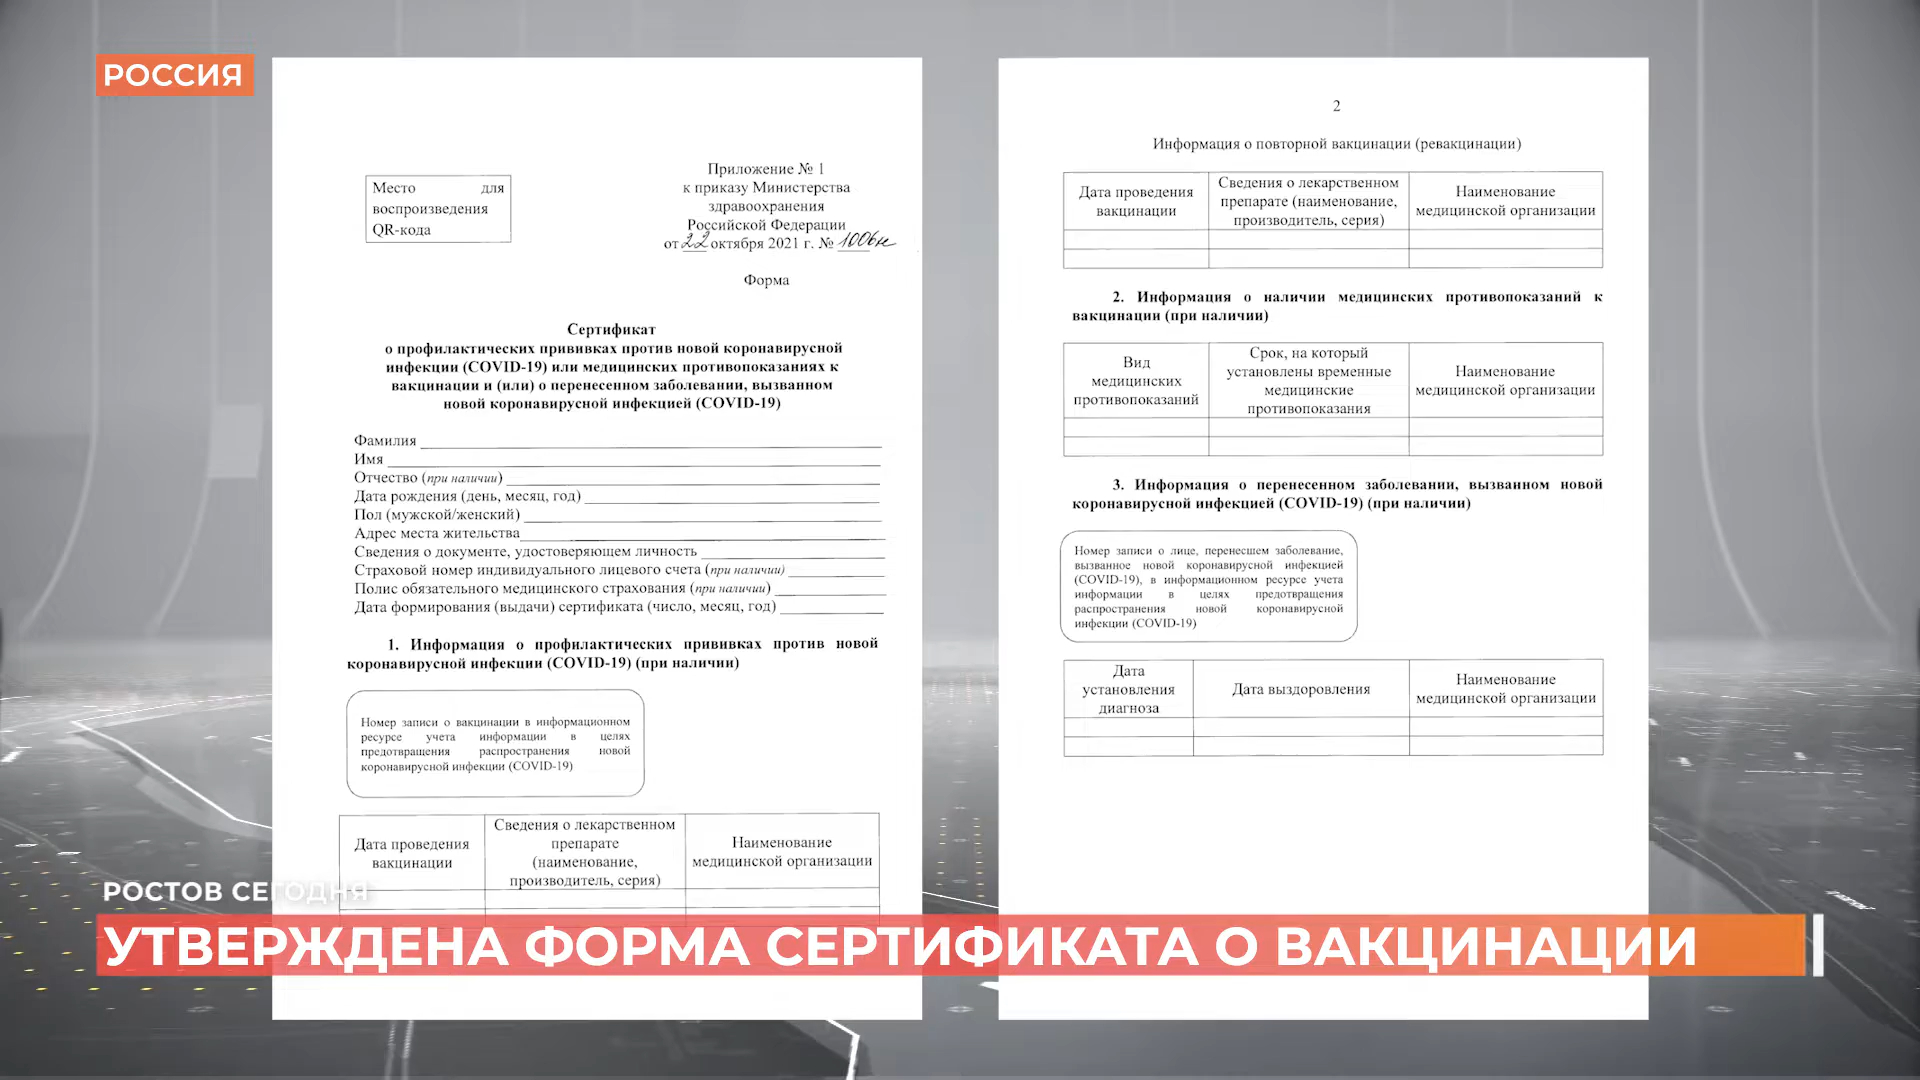 РОССИЯ
Место для
воспроизведения
QR-кода
Приложение № 1
к приказу Министерства
здравоохранения
Российской Федерации
от 22 октября 2021 г. № 1006н
Форма
Сертификат
о профилактических прививках против новой коронавирусной
инфекции (COVID-19) или медицинских противопоказаниях к
вакцинации и (или) о перенесенном заболевании, вызванном
новой коронавирусной инфекцией (COVID-19)
Фамилия
Имя
Отчество (при наличии)
Дата рождения (день, месяц, год)
Пол (мужской/женский)
Адрес места жительства
Сведения о документе, удостоверяющем личность
Страховой номер индивидуального лицевого счета (при наличии)
Полис обязательного медицинского страхования (при наличии)
Дата формирования (выдачи) сертификата (число, месяц, год)
1. Информация о профилактических прививках против новой
коронавирусной инфекции (COVID-19) (при наличии)
Номер записи о вакцинации в информационном
ресурсе учета информации в целях
предотвращения распространения новой
коронавирусной инфекции (COVID-19)
Дата проведения
вакцинации
Сведения о лекарственном
препарате
(наименование,
производитель, серия)
Наименование
медицинской организации
2
Информация о повторной вакцинации (ревакцинации)
Дата проведения
вакцинации
Сведения о лекарственном
препарате (наименование,
производитель, серия)
Наименование
медицинской организации
2. Информация о наличии медицинских противопоказаний к
вакцинации (при наличии)
Вид
медицинских
противопоказаний
Срок, на который
установлены временные
медицинские
противопоказания
Наименование
медицинской организации
3. Информация о перенесенном заболевании, вызванном новой
коронавирусной инфекцией (COVID-19) (при наличии)
Номер записи о лице, перенесшем заболевание,
вызванное новой коронавирусной инфекцией
(COVID-19), в информационном ресурсе учета
информации в целях предотвращения
распространения новой коронавирусной
инфекции (COVID-19)
Дата
установления
диагноза
Дата выздоровления
Наименование
медицинской организации
РОСТОВ СЕГОДНЯ
УТВЕРЖДЕНА ФОРМА СЕРТИФИКАТА О ВАКЦИНАЦИИ